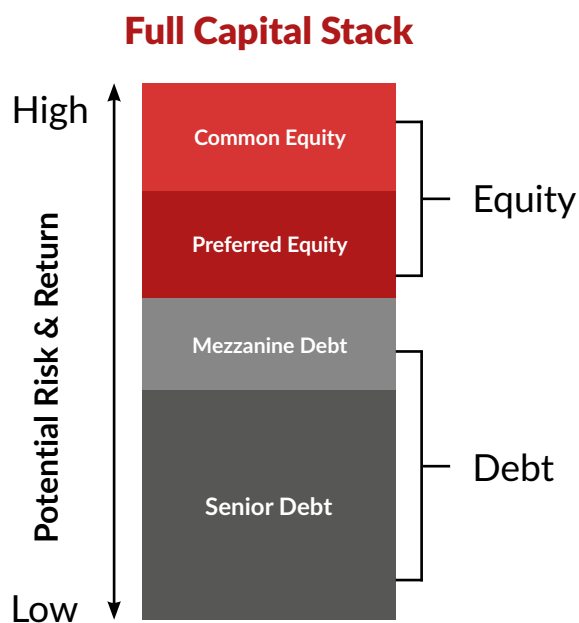 Full Capital Stack
High
Common Equity
Equity
Preferred Equity
Potential Risk & Return
Mezzanine Debt
Debt
Senior Debt
Low